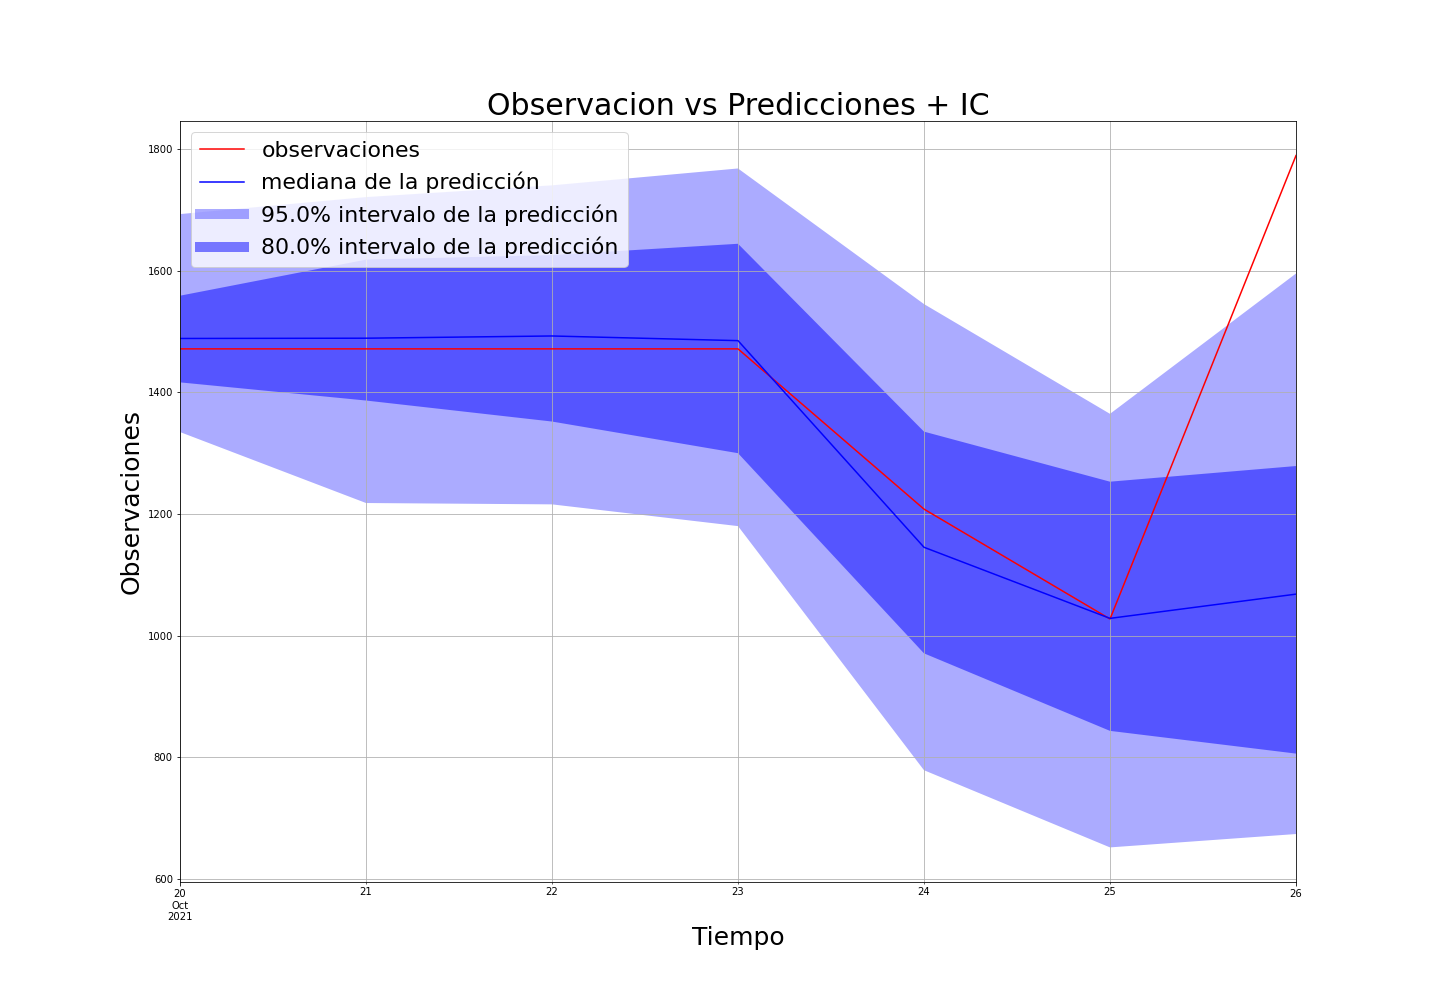 Observacion vs Predicciones + IC
observaciones
mediana de la predicción
95.0% intervalo de la predicción
80.0% intervalo de la predicción
Observaciones
1800
1600
1400
1200
1000
800
600
20 21 22 23 24 25 26
Oct
2021
Tiempo